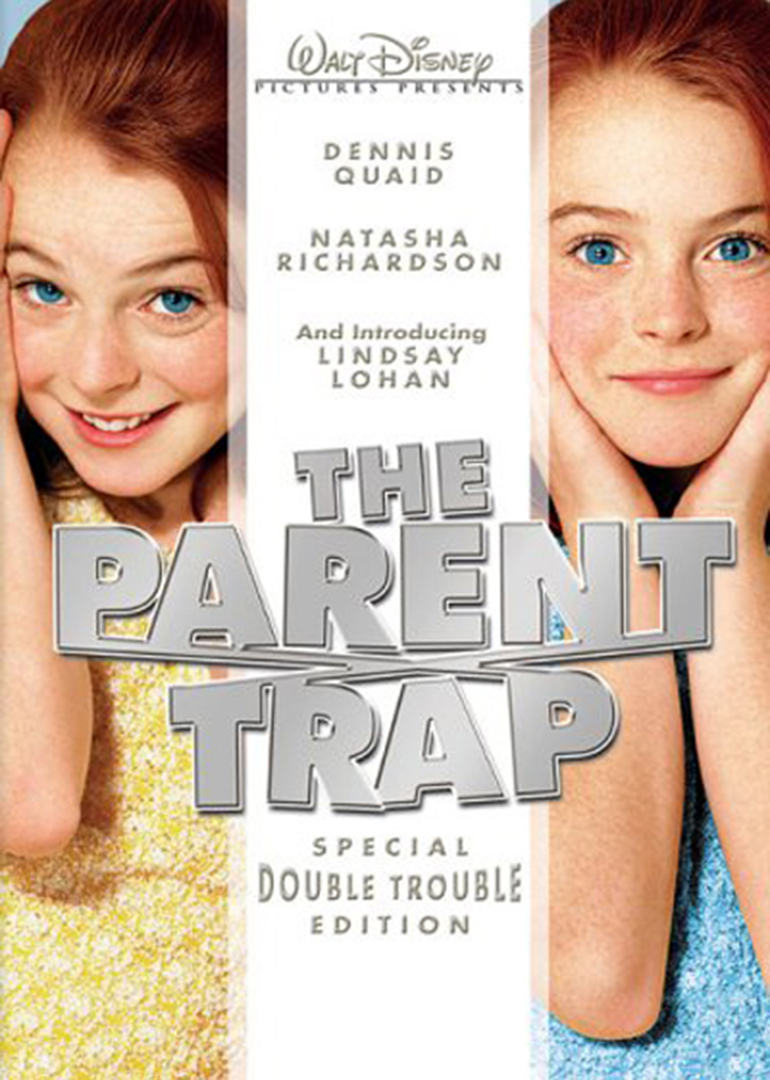 WALT DISNEY
PICTURES PRESENTS
DENNIS
QUAID
NATASHA
RICHARDSON
And Introducing
LINDSAY
LOHAN
THE
PARENT
TRAP
SPECIAL
DOUBLE TROUBLE
EDITION